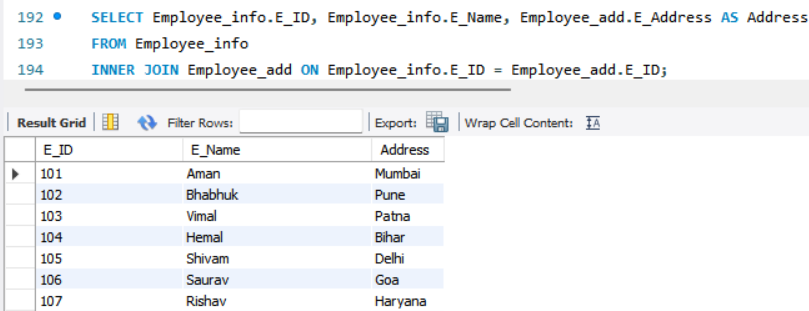 192 SELECT Employee_info.E_ID, Employee_info.E_Name, Employee_add.E_Address AS Address
193 FROM Employee_info
194 INNER JOIN Employee_add ON Employee_info.E_ID = Employee_add.E_ID;
Result Grid Filter Rows: Export: Wrap Cell Content: IA
E_ID E_Name Address
101 Aman Mumbai
102 Bhabhuk Pune
103 Vimal Patna
104 Hemal Bihar
105 Shivam Delhi
106 Saurav Goa
107 Rishav Haryana